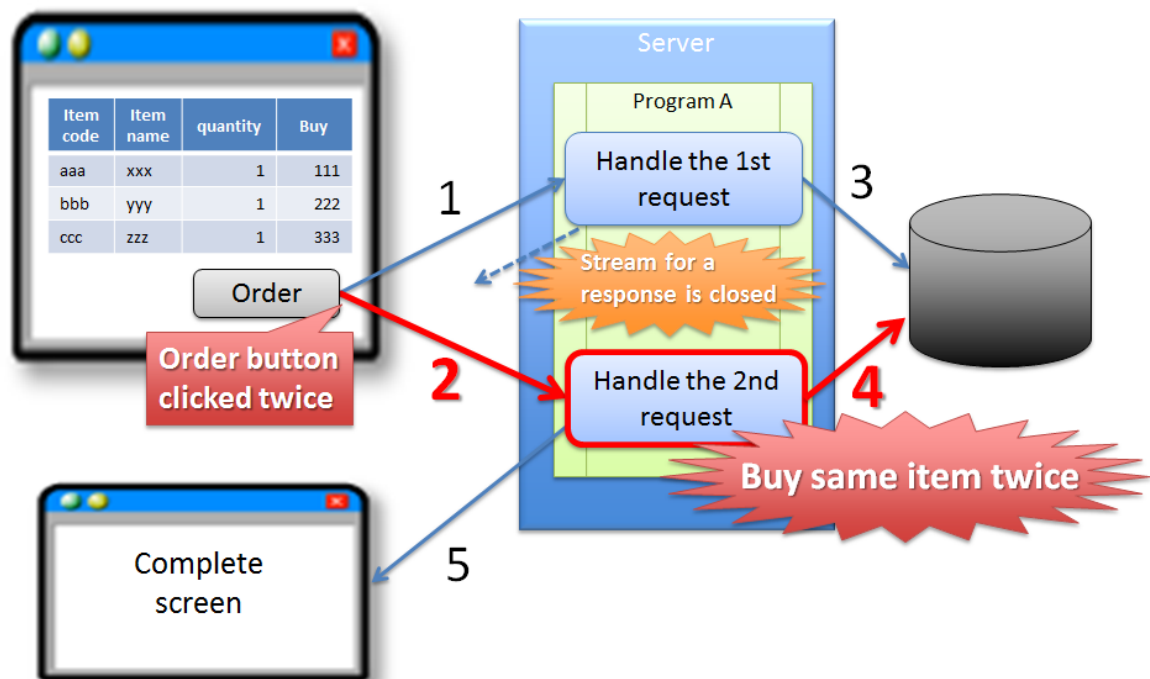 Server
Program A
Item code Item name quantity Buy
aaa xxx 1 111
bbb yyy 1 222
ccc zzz 1 333
Order
Order button
clicked twice
1
Handle the 1st
request
3
Stream for a
response is closed
2
Handle the 2nd
request
4
Buy same item twice
5
Complete
screen